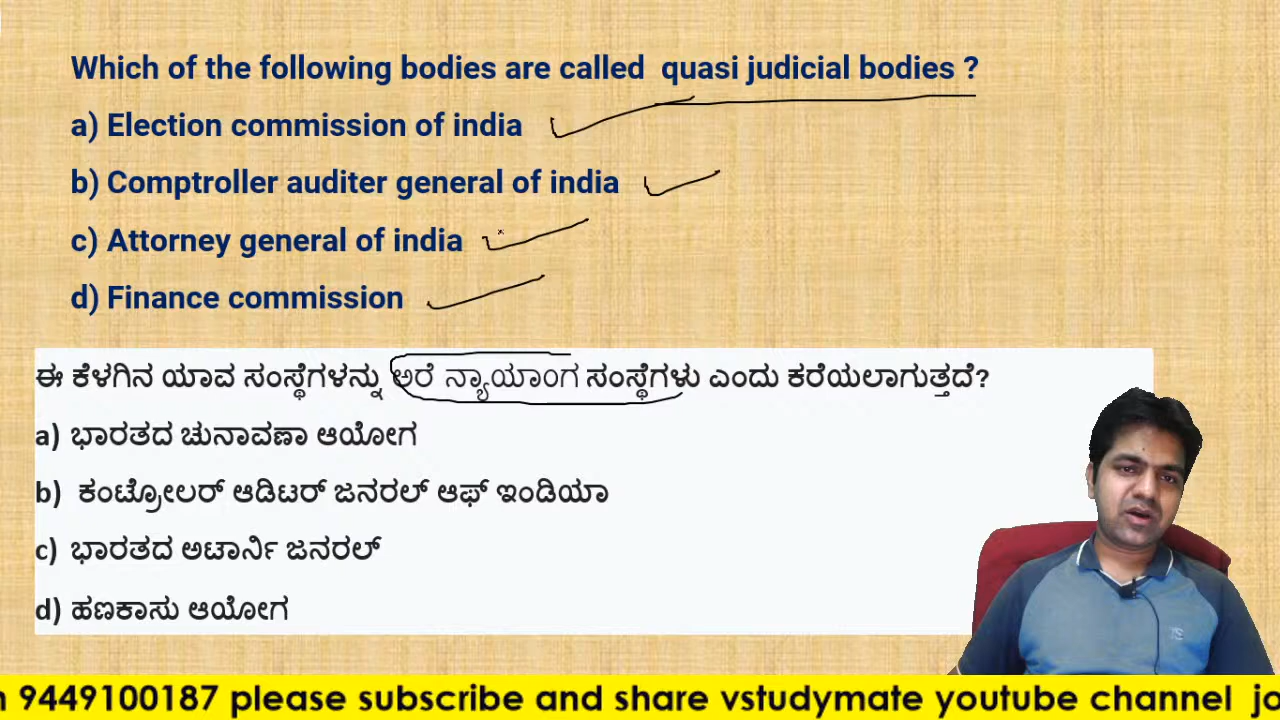 Which of the following bodies are called quasi judicial bodies ?
a) Election commission of india
b) Comptroller auditer general of india
c) Attorney general of india
d) Finance commission
ಈ ಕೆಳಗಿನ ಯಾವ ಸಂಸ್ಥೆಗಳನ್ನು ಅರೆ ನ್ಯಾಯಾಂಗ ಸಂಸ್ಥೆಗಳು ಎಂದು ಕರೆಯಲಾಗುತ್ತದೆ?
a) ಭಾರತದ ಚುನಾವಣಾ ಆಯೋಗ
b) ಕಂಟ್ರೋಲರ್ ಆಡಿಟರ್ ಜನರಲ್ ಆಫ್ ಇಂಡಿಯಾ
c) ಭಾರತದ ಅಟಾರ್ನಿ ಜನರಲ್
d) ಹಣಕಾಸು ಆಯೋಗ
9449100187 please subscribe and share vstudymate youtube channel